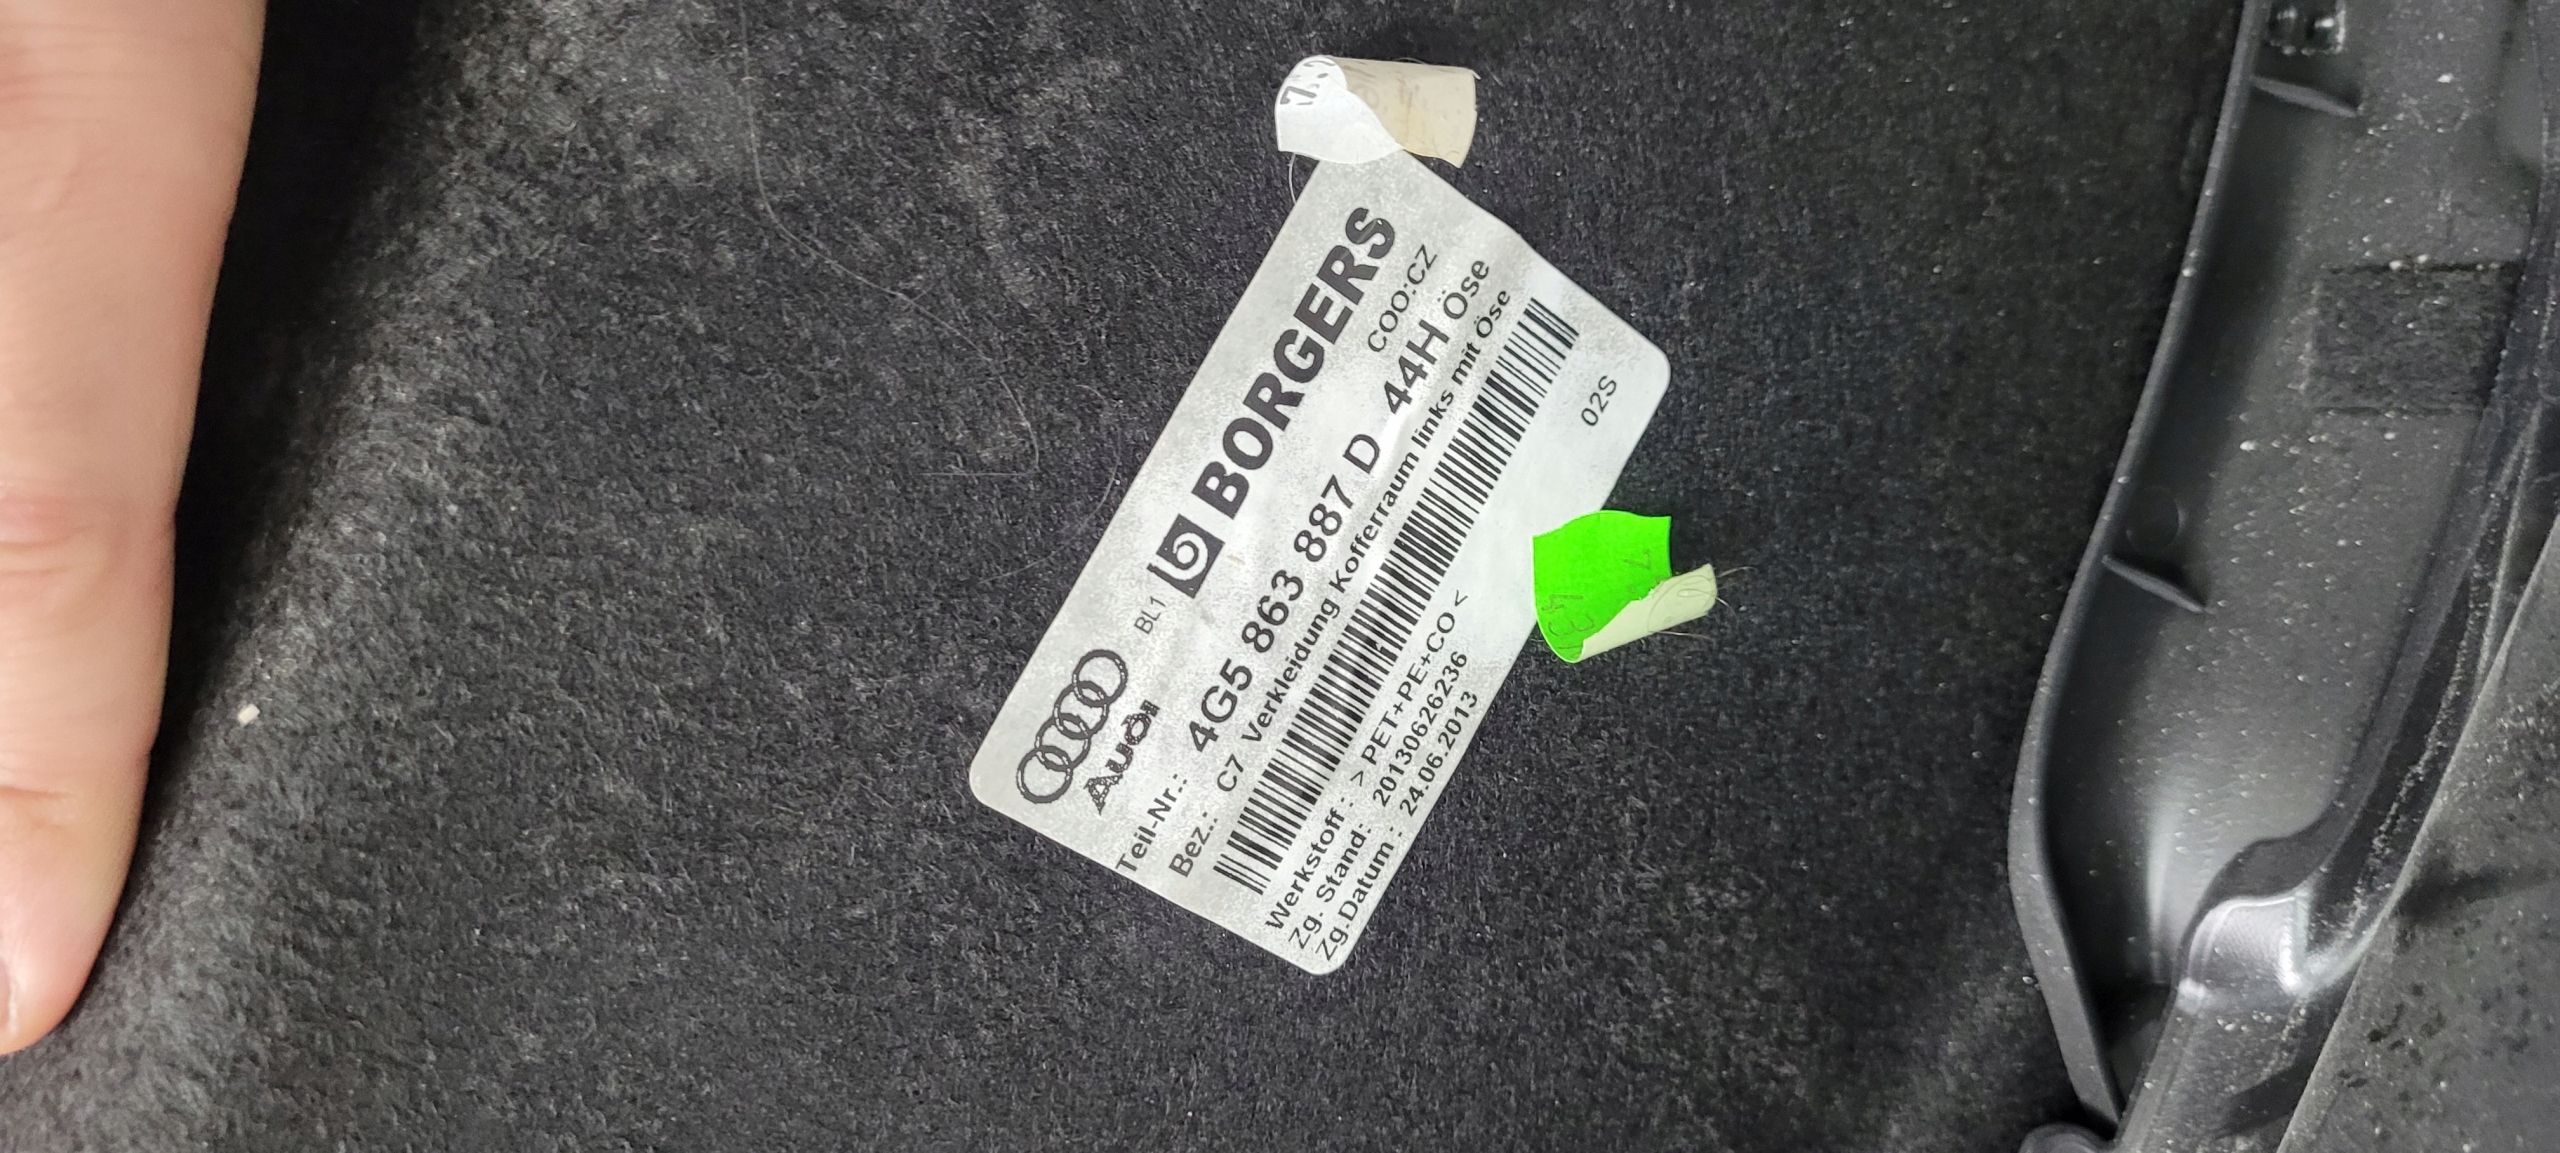 Audi
BL1
BORGERS
COO:CZ
Teil-Nr.: 4G5 863 887 D 44H Öse
Bez.: C7 Verkleidung Kofferraum links mit Öse
02S
Werkstoff : > PET+PE+CO <
Zg. Stand: 20130626236
Zg.Datum : 24.06.2013